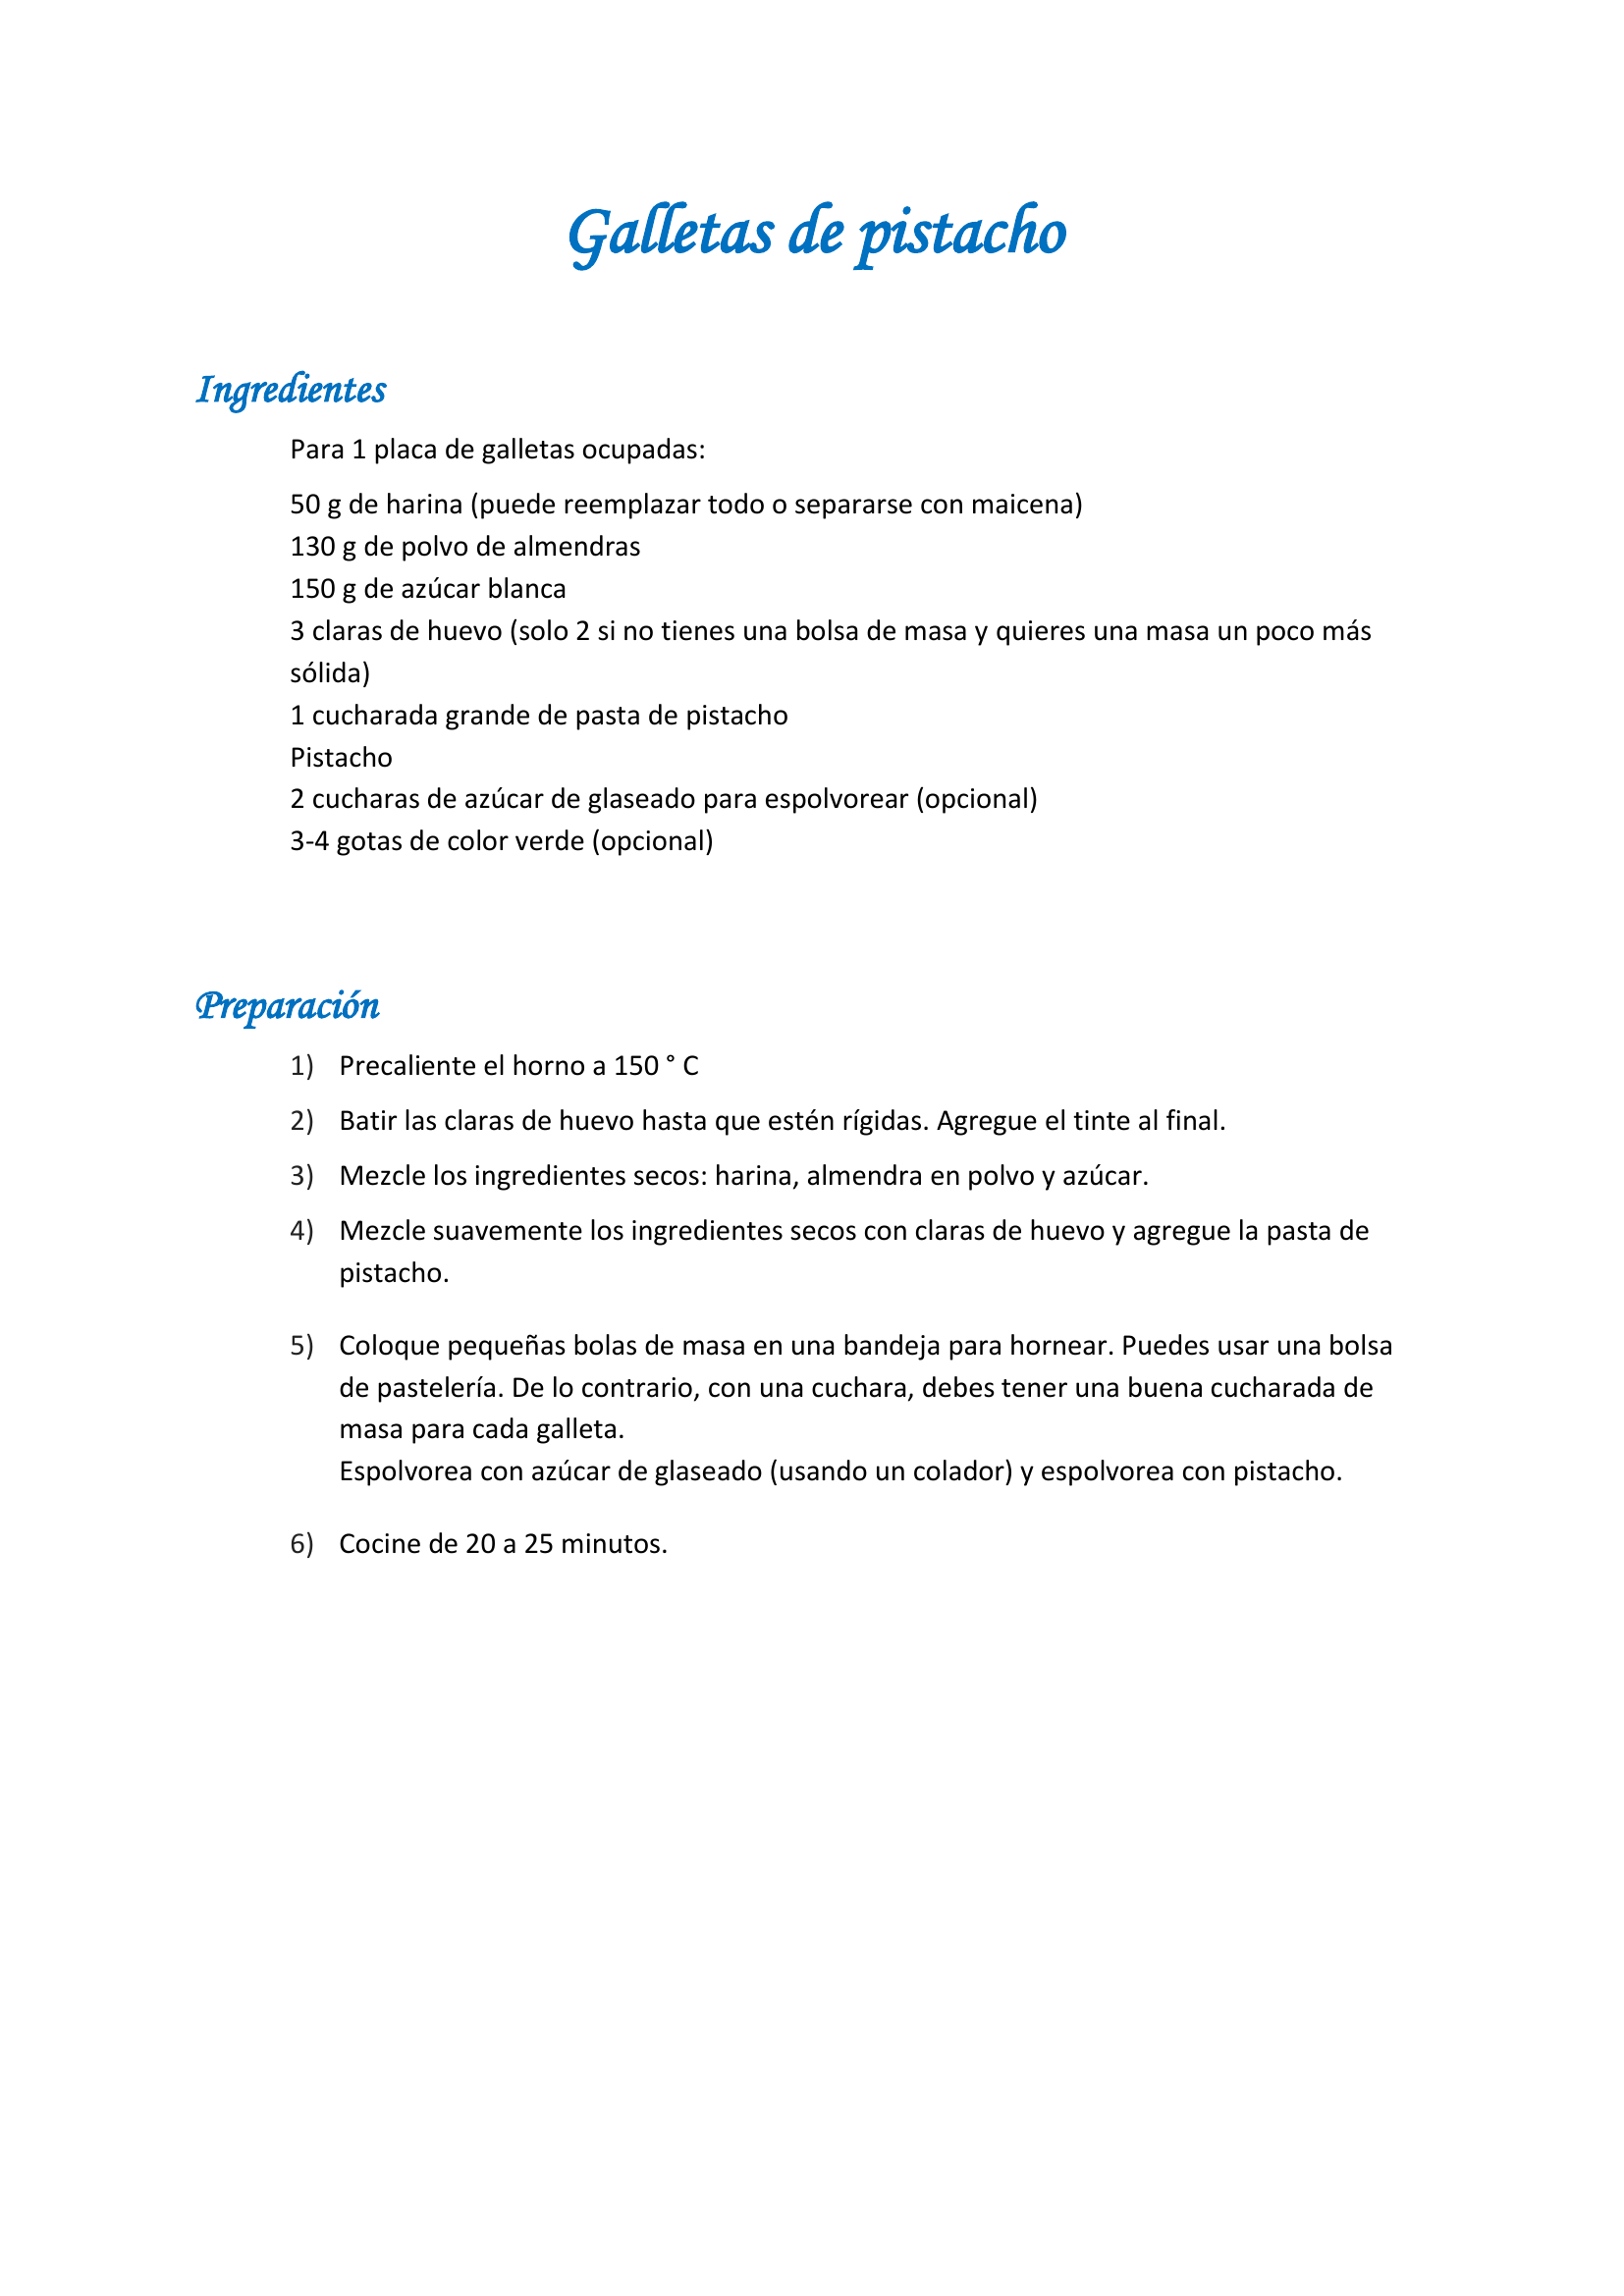 Galletas de pistacho
Ingredientes
Para 1 placa de galletas ocupadas:
50 g de harina (puede reemplazar todo o separarse con maicena)
130 g de polvo de almendras
150 g de azúcar blanca
3 claras de huevo (solo 2 si no tienes una bolsa de masa y quieres una masa un poco más
sólida)
1 cucharada grande de pasta de pistacho
Pistacho
2 cucharas de azúcar de glaseado para espolvorear (opcional)
3-4 gotas de color verde (opcional)
Preparación
1) Precaliente el horno a 150 ° C
2) Batir las claras de huevo hasta que estén rígidas. Agregue el tinte al final.
3) Mezcle los ingredientes secos: harina, almendra en polvo y azúcar.
4) Mezcle suavemente los ingredientes secos con claras de huevo y agregue la pasta de
pistacho.
5) Coloque pequeñas bolas de masa en una bandeja para hornear. Puedes usar una bolsa
de pastelería. De lo contrario, con una cuchara, debes tener una buena cucharada de
masa para cada galleta.
Espolvorea con azúcar de glaseado (usando un colador) y espolvorea con pistacho.
6) Cocine de 20 a 25 minutos.